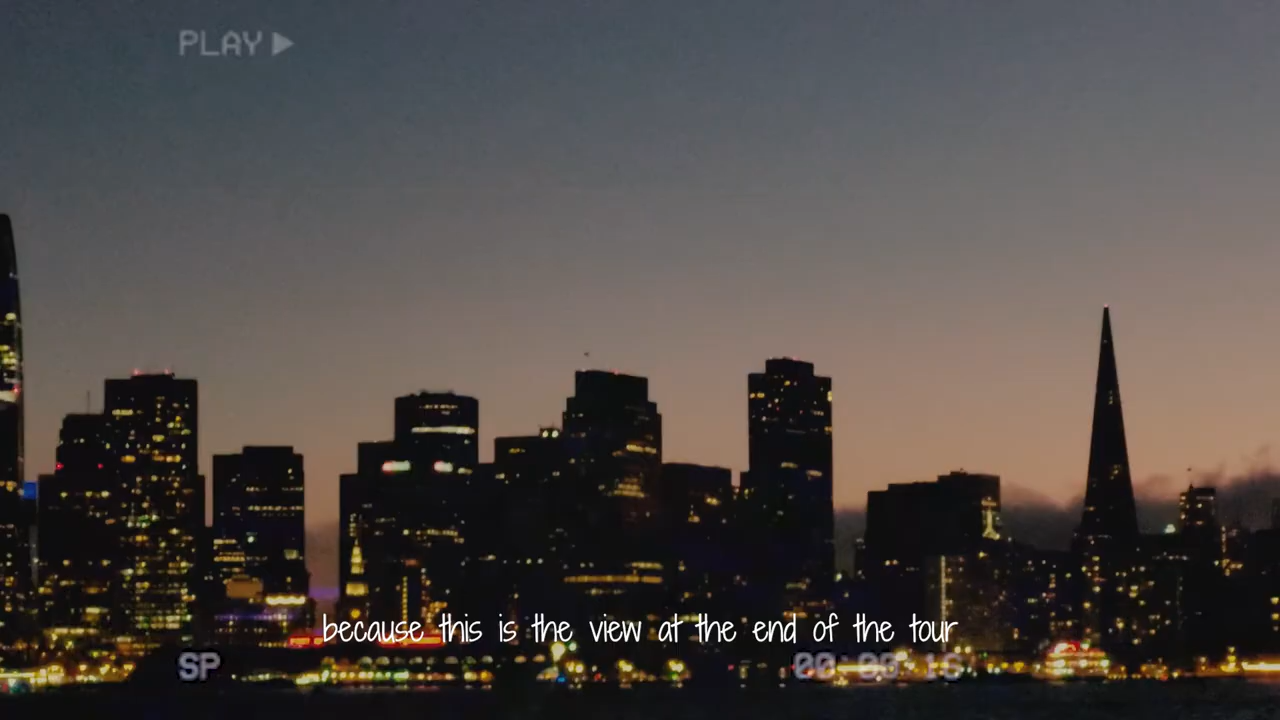 PLAY
because this is the view at the end of the tour
SP
00:00:16